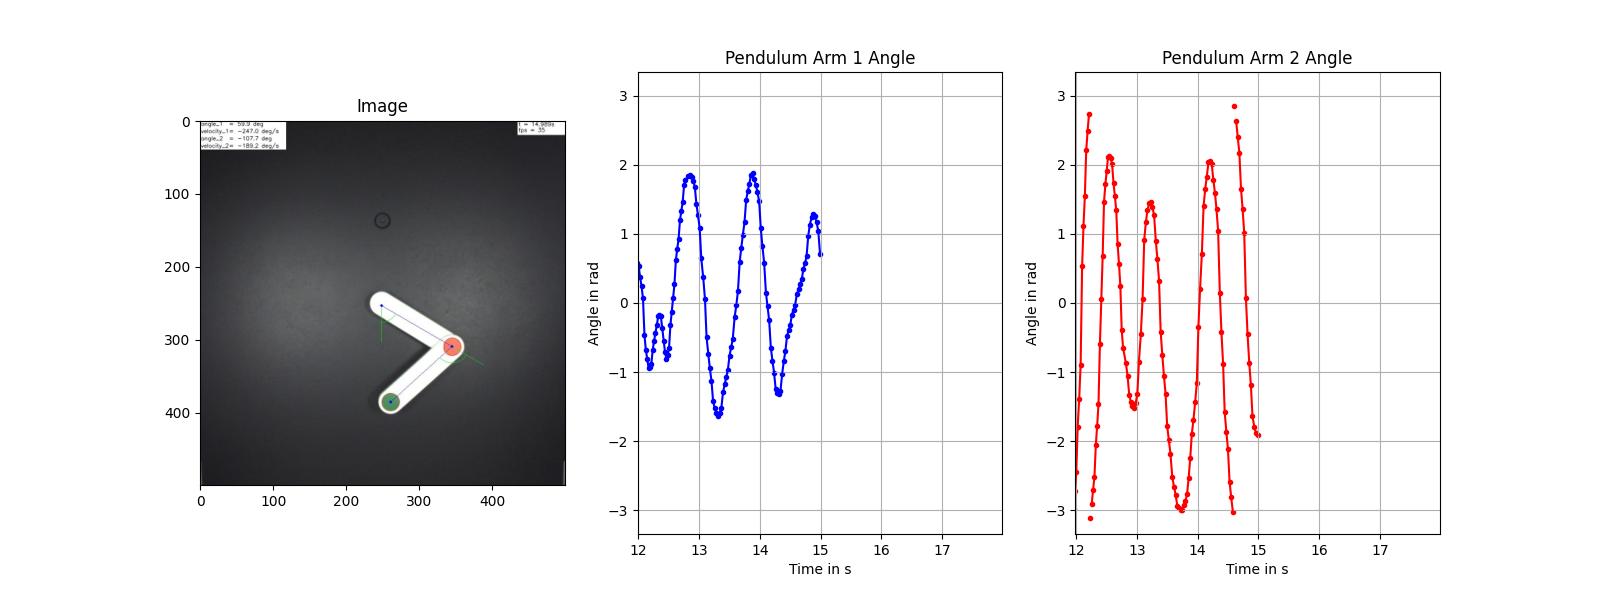 Image
angle_1 = 59.9 deg
velocity_1= -247.0 deg/s
angle_2 = -107.7 deg
velocity_2= -189.2 deg/s
t = 14.989s
fps = 35
0
100
200
300
400
0 100 200 300 400
Pendulum Arm 1 Angle
Angle in rad
3
2
1
0
−1
−2
−3
12 13 14 15 16 17
Time in s
Pendulum Arm 2 Angle
Angle in rad
3
2
1
0
−1
−2
−3
12 13 14 15 16 17
Time in s